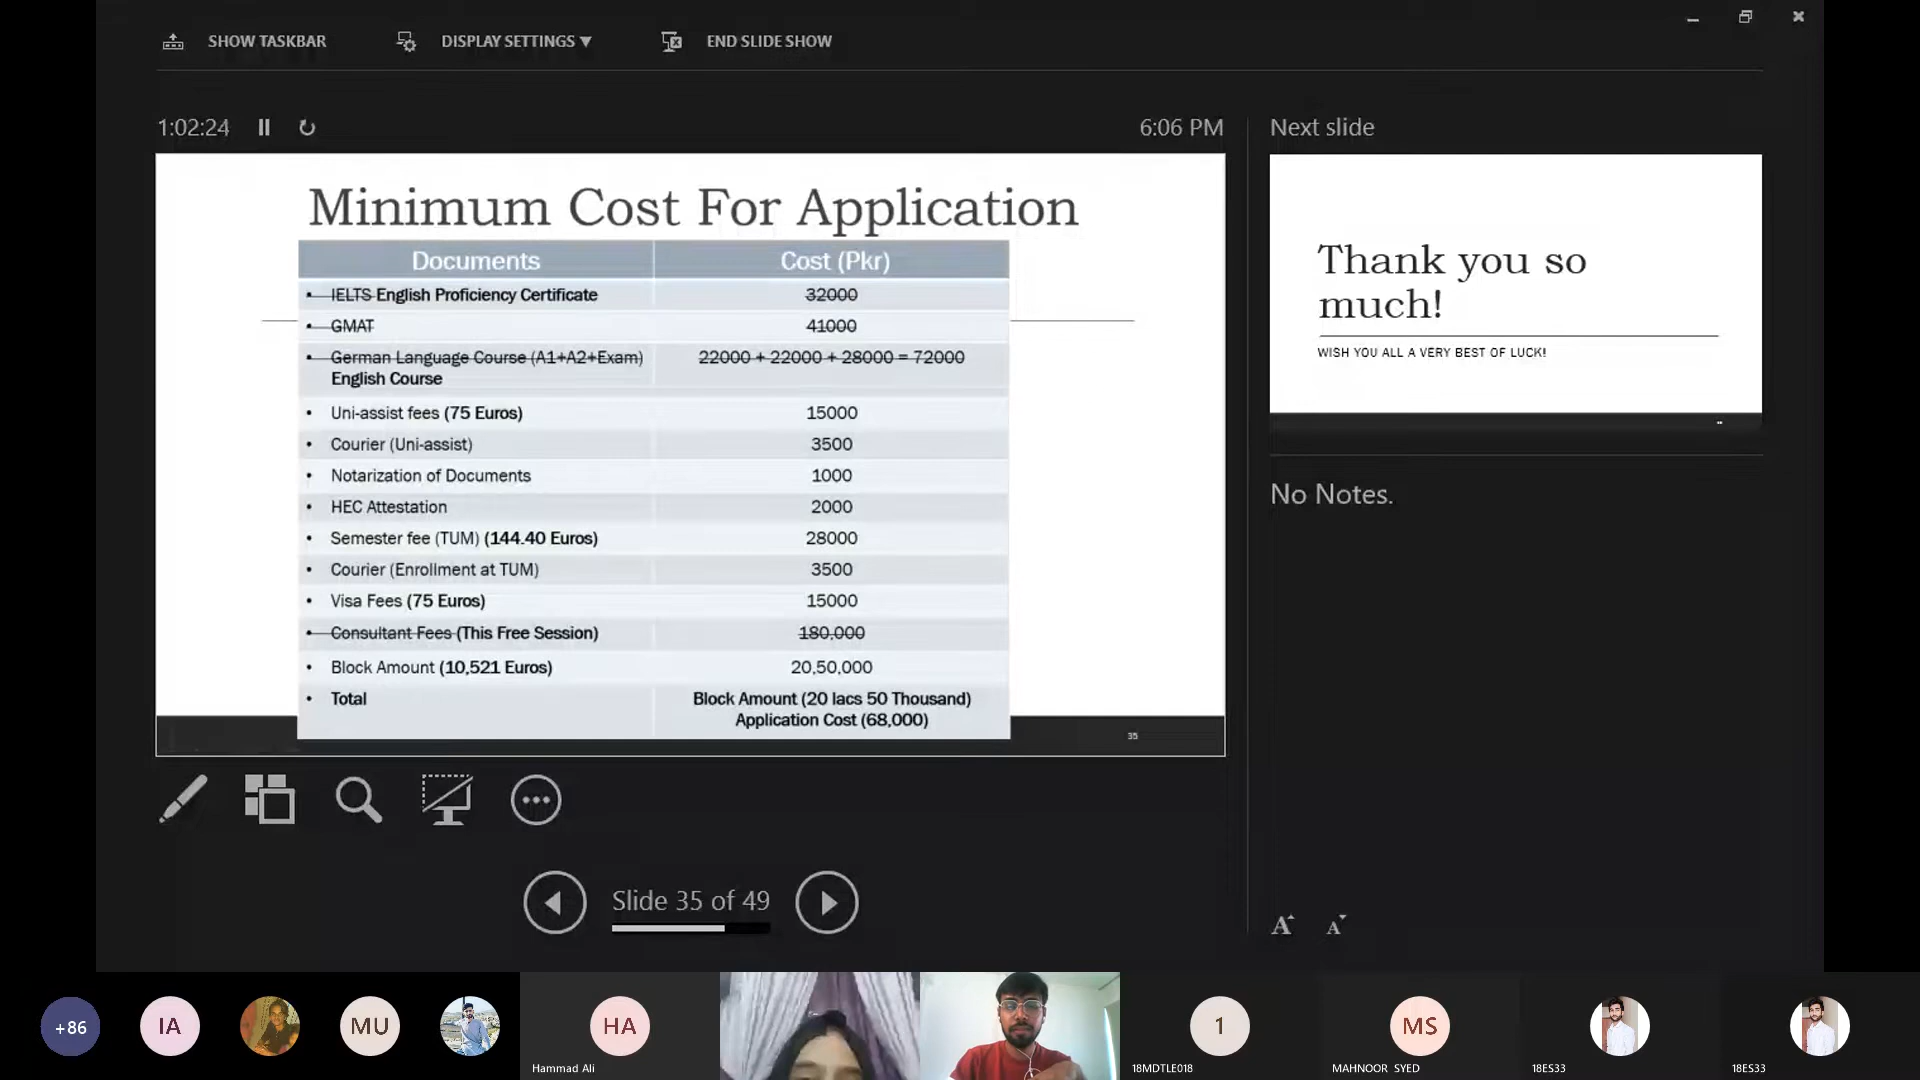 SHOW TASKBAR
DISPLAY SETTINGS ▼
END SLIDE SHOW
1:02:24
6:06 PM
Next slide
Minimum Cost For Application
Documents Cost (Pkr)
• IELTS English Proficiency Certificate 32000
• GMAT 41000
• German Language Course (A1+A2+Exam) 22000 + 22000 + 28000 = 72000
English Course
• Uni-assist fees (75 Euros) 15000
• Courier (Uni-assist) 3500
• Notarization of Documents 1000
• HEC Attestation 2000
• Semester fee (TUM) (144.40 Euros) 28000
• Courier (Enrollment at TUM) 3500
• Visa Fees (75 Euros) 15000
• Consultant Fees (This Free Session) 180,000
• Block Amount (10,521 Euros) 20,50,000
• Total Block Amount (20 lacs 50 Thousand)
Application Cost (68,000)
35
Thank you so
much!
WISH YOU ALL A VERY BEST OF LUCK!
No Notes.
Slide 35 of 49
A A
+86
IA
MU
HA
Hammad Ali
1
18MDTLE018
MS
MAHNOOR SYED
18ES33
18ES33